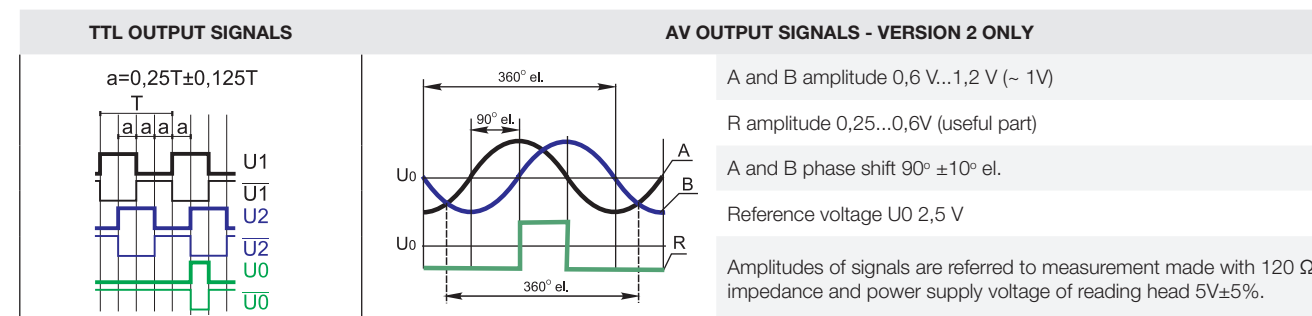 TTL OUTPUT SIGNALS
AV OUTPUT SIGNALS - VERSION 2 ONLY
a=0,25T±0,125T
T
a a a a
U1
U1
U2
U2
U0
U0
360° el.
90° el.
A
U0
B
U0
R
360° el.
A and B amplitude 0,6 V...1,2 V (~ 1V)
R amplitude 0,25...0,6V (useful part)
A and B phase shift 90º ±10º el.
Reference voltage U0 2,5 V
Amplitudes of signals are referred to measurement made with 120 Ω
impedance and power supply voltage of reading head 5V±5%.